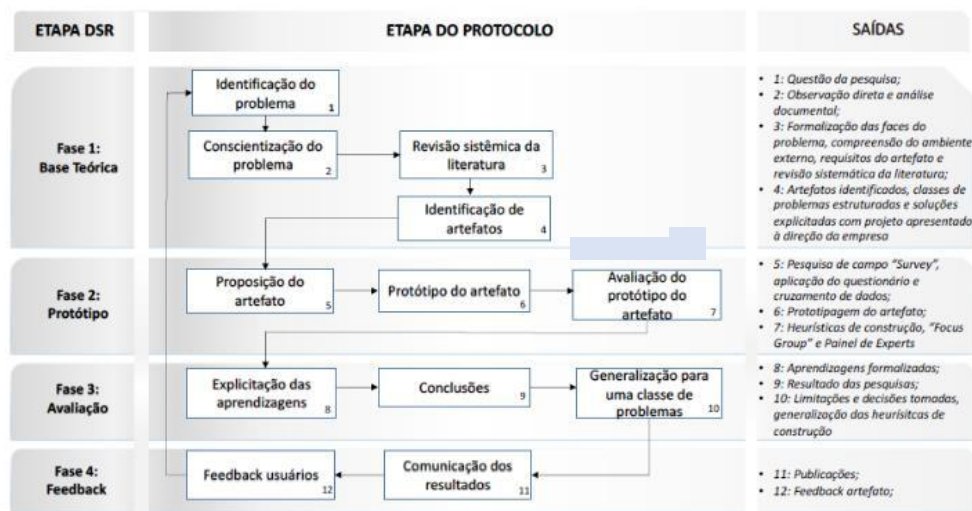 ETAPA DSR
ETAPA DO PROTOCOLO
SAÍDAS
Fase 1:
Base Teórica
Identificação do
problema
1
Conscientização do
problema
2
Revisão sistêmica da
literatura
3
Identificação de
artefatos
4
• 1: Questão da pesquisa;
• 2: Observação direta e análise
documental;
• 3: Formalização das faces do
problema, compreensão do ambiente
externo, requisitos do artefato e
revisão sistemática da literatura;
• 4: Artefatos identificados, classes de
problemas estruturados e soluções
explicitadas com projeto apresentado
à direção da empresa
Fase 2:
Protótipo
Proposição do
artefato
5
Protótipo do artefato
6
Avaliação do
protótipo do
artefato
7
• 5: Pesquisa de campo “Survey”,
aplicação do questionário e
cruzamento de dados;
• 6: Prototipagem do artefato;
• 7: Heurísticas de construção, “Focus
Group” e Painel de Experts
Fase 3:
Avaliação
Explicitação das
aprendizagens
8
Conclusões
9
Generalização para
uma classe de
problemas
10
• 8: Aprendizagens formalizadas;
• 9: Resultado das pesquisas;
• 10: Limitações e decisões tomadas,
generalização das heurísitcas de
construção
Fase 4:
Feedback
Feedback usuários
12
Comunicação dos
resultados
11
• 11: Publicações;
• 12: Feedback artefato;